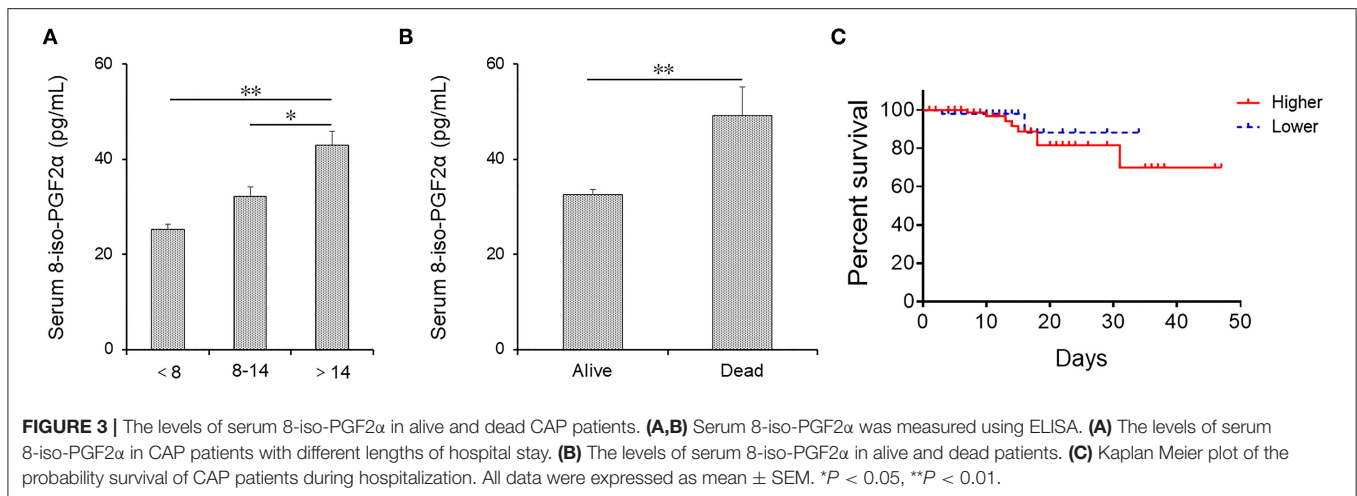 A
Serum 8-iso-PGF2α (pg/mL)
60
40
20
0
**
*
< 8
8-14
> 14
B
Serum 8-iso-PGF2α (pg/mL)
60
40
20
0
**
Alive
Dead
C
Percent survival
100
80
60
40
20
0
0
10
20
30
40
50
Days
Higher
Lower
FIGURE 3 | The levels of serum 8-iso-PGF2α in alive and dead CAP patients. (A,B) Serum 8-iso-PGF2α was measured using ELISA. (A) The levels of serum
8-iso-PGF2α in CAP patients with different lengths of hospital stay. (B) The levels of serum 8-iso-PGF2α in alive and dead patients. (C) Kaplan Meier plot of the
probability survival of CAP patients during hospitalization. All data were expressed as mean ± SEM. *P < 0.05, **P < 0.01.